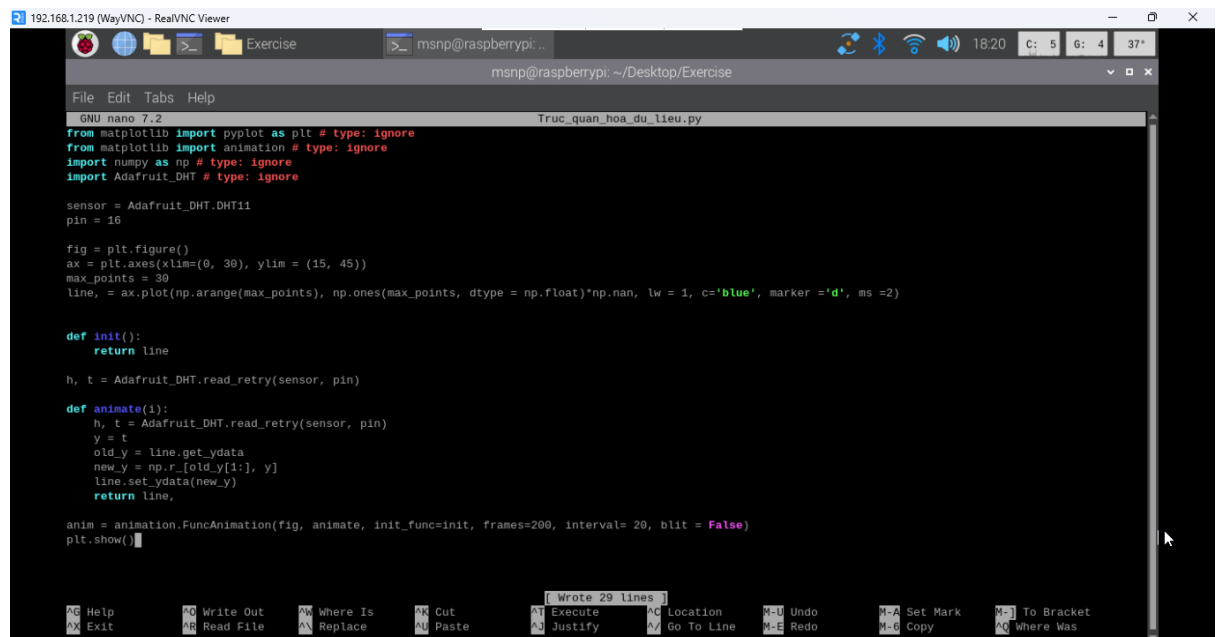 192.168.1.219 (WayVNC) - RealVNC Viewer
Exercise
msnp@raspberrypi: ..
18:20
C: 5
G: 4
37°
msnp@raspberrypi: ~/Desktop/Exercise
File Edit Tabs Help
GNU nano 7.2 Truc_quan_hoa_du_lieu.py
from matplotlib import pyplot as plt # type: ignore
from matplotlib import animation # type: ignore
import numpy as np # type: ignore
import Adafruit_DHT # type: ignore
sensor = Adafruit_DHT.DHT11
pin = 16
fig = plt.figure()
ax = plt.axes(xlim=(0, 30), ylim = (15, 45))
max_points = 30
line, = ax.plot(np.arange(max_points), np.ones(max_points, dtype = np.float)*np.nan, lw = 1, c='blue', marker ='d', ms =2)
def init():
    return line
h, t = Adafruit_DHT.read_retry(sensor, pin)
def animate(i):
    h, t = Adafruit_DHT.read_retry(sensor, pin)
    y = t
    old_y = line.get_ydata
    new_y = np.r_[old_y[1:], y]
    line.set_ydata(new_y)
    return line,
anim = animation.FuncAnimation(fig, animate, init_func=init, frames=200, interval= 20, blit = False)
plt.show()
[ Wrote 29 lines ]
^G Help ^O Write Out ^W Where Is ^K Cut ^T Execute ^C Location M-U Undo M-A Set Mark M-] To Bracket
^X Exit ^R Read File ^\ Replace ^U Paste ^J Justify ^/ Go To Line M-E Redo M-6 Copy ^Q Where Was